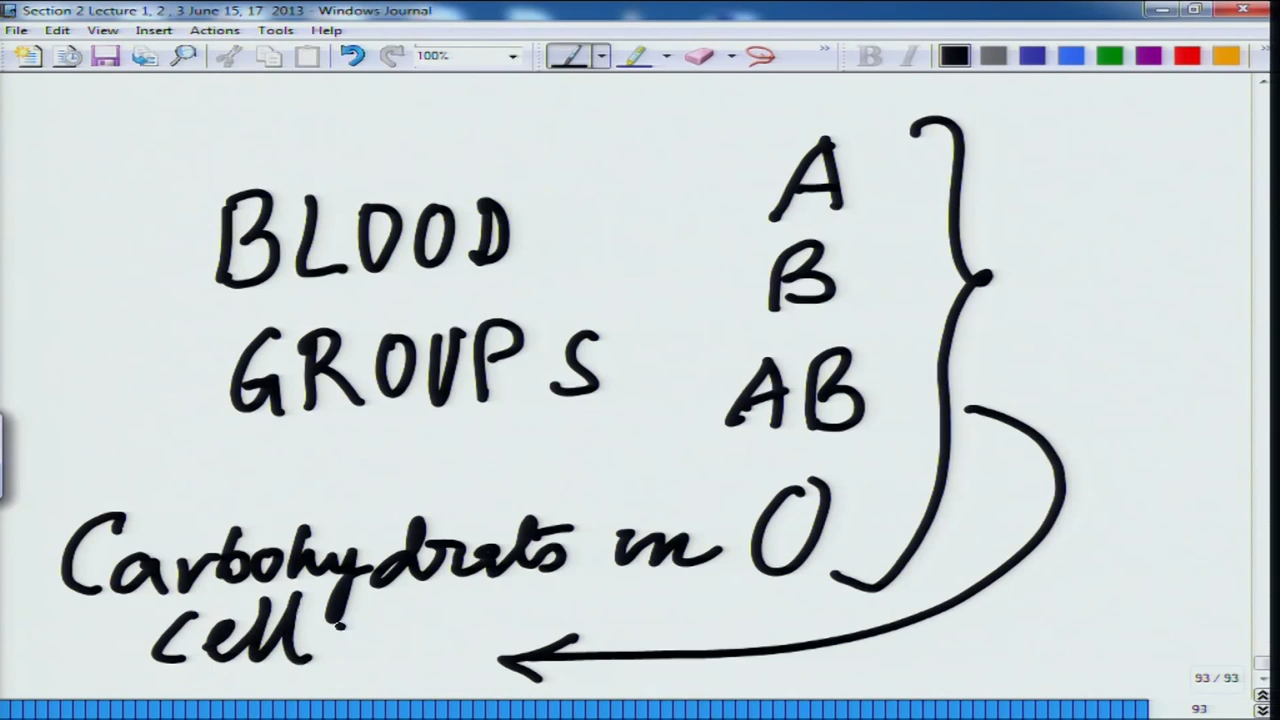 Section 2 Lecture 1, 2 , 3 June 15, 17 2013 - Windows Journal
File Edit View Insert Actions Tools Help
100% B I
BLOOD
GROUPS
A
B
AB
O
Carbohydrats in
cell
93 / 93
93